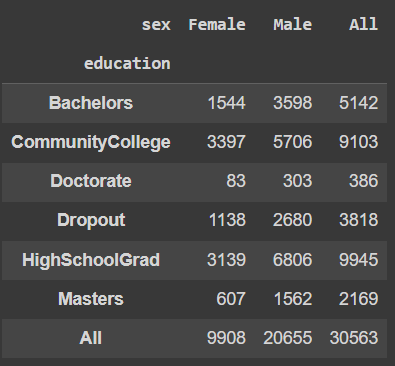 sex Female Male All
education
Bachelors 1544 3598 5142
CommunityCollege 3397 5706 9103
Doctorate 83 303 386
Dropout 1138 2680 3818
HighSchoolGrad 3139 6806 9945
Masters 607 1562 2169
All 9908 20655 30563